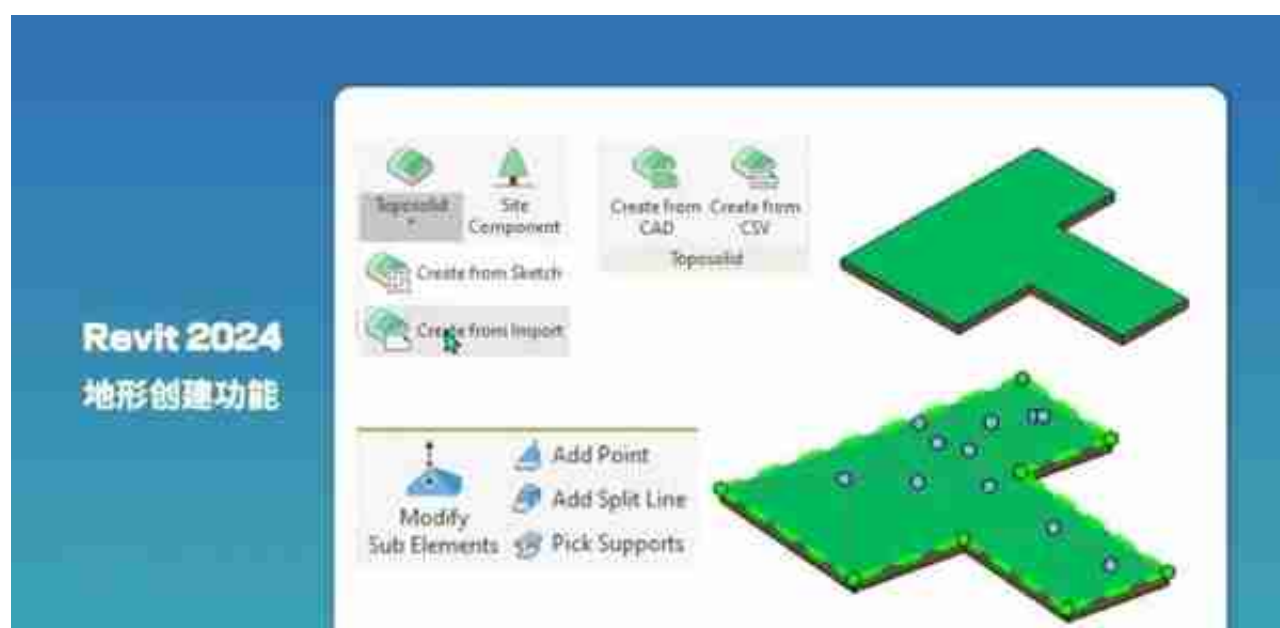 Revit 2024
地形创建功能
Toposolid
Site
Component
Create from Sketch
Create from Import
Create from
CAD
Create from
CSV
Toposolid
Modify
Sub Elements
Add Point
Add Split Line
Pick Supports